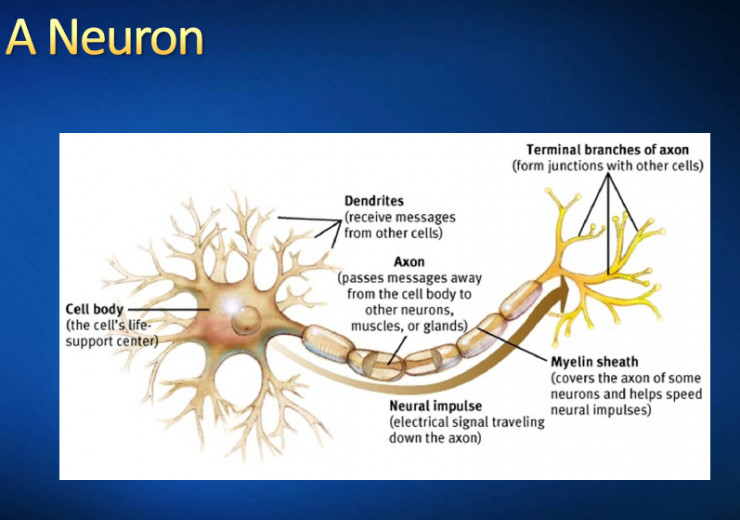 A Neuron
Terminal branches of axon
(form junctions with other cells)
Dendrites
(receive messages
from other cells)
Axon
(passes messages away
from the cell body to
other neurons,
muscles, or glands)
Cell body
(the cell's life-
support center)
Myelin sheath
(covers the axon of some
neurons and helps speed
neural impulses)
Neural impulse
(electrical signal traveling
down the axon)